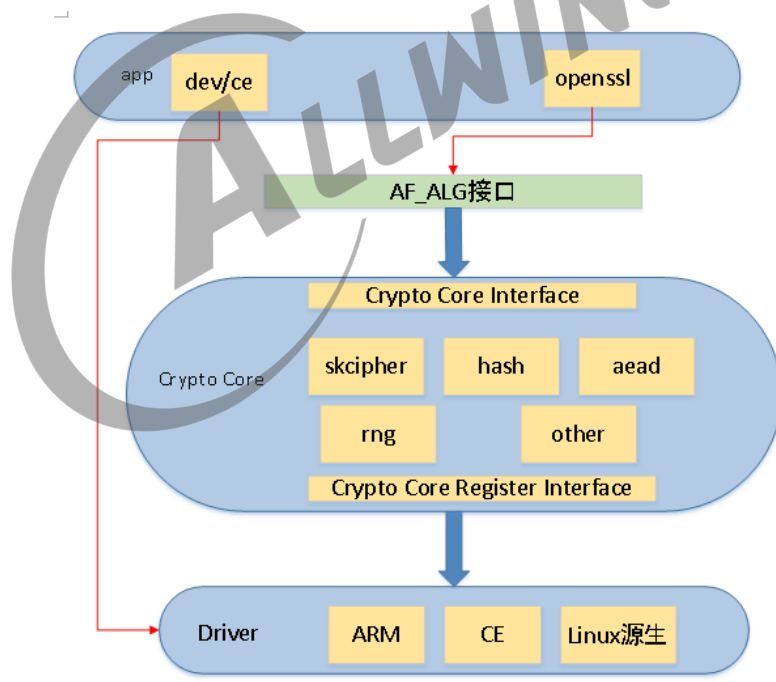 app
dev/ce
openssl
ALLWIN
AF_ALG接口
Crypto Core Interface
Crypto Core
skcipher
hash
aead
rng
other
Crypto Core Register Interface
Driver
ARM
CE
Linux源生